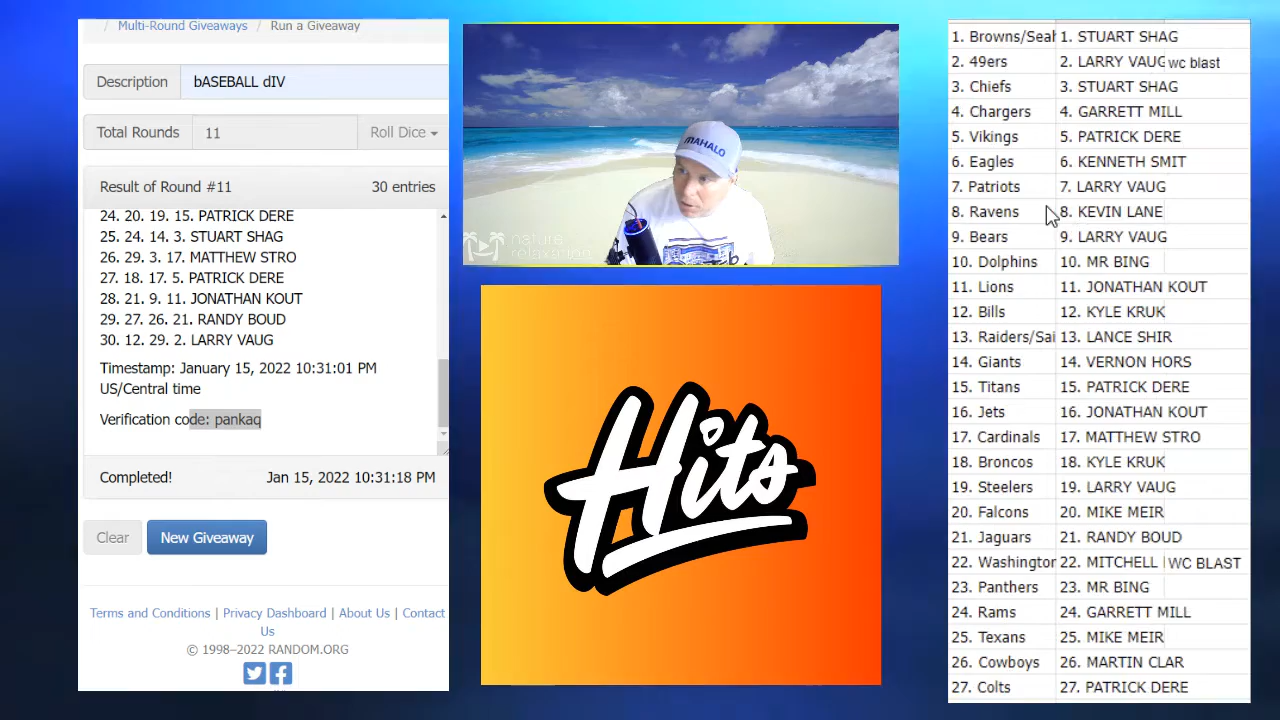 / Multi-Round Giveaways / Run a Giveaway
Description bASEBALL dIV
Total Rounds 11 Roll Dice
Result of Round #11 30 entries
24. 20. 19. 15. PATRICK DERE
25. 24. 14. 3. STUART SHAG
26. 29. 3. 17. MATTHEW STRO
27. 18. 17. 5. PATRICK DERE
28. 21. 9. 11. JONATHAN KOUT
29. 27. 26. 21. RANDY BOUD
30. 12. 29. 2. LARRY VAUG
Timestamp: January 15, 2022 10:31:01 PM
US/Central time
Verification code: pankaq
Completed! Jan 15, 2022 10:31:18 PM
Clear New Giveaway
Terms and Conditions | Privacy Dashboard | About Us | Contact
Us
© 1998–2022 RANDOM.ORG
MAHALO
nature
relaxation
Hits
1. Browns/Seah 1. STUART SHAG
2. 49ers 2. LARRY VAUG wc blast
3. Chiefs 3. STUART SHAG
4. Chargers 4. GARRETT MILL
5. Vikings 5. PATRICK DERE
6. Eagles 6. KENNETH SMIT
7. Patriots 7. LARRY VAUG
8. Ravens 8. KEVIN LANE
9. Bears 9. LARRY VAUG
10. Dolphins 10. MR BING
11. Lions 11. JONATHAN KOUT
12. Bills 12. KYLE KRUK
13. Raiders/Sai 13. LANCE SHIR
14. Giants 14. VERNON HORS
15. Titans 15. PATRICK DERE
16. Jets 16. JONATHAN KOUT
17. Cardinals 17. MATTHEW STRO
18. Broncos 18. KYLE KRUK
19. Steelers 19. LARRY VAUG
20. Falcons 20. MIKE MEIR
21. Jaguars 21. RANDY BOUD
22. Washington 22. MITCHELL WC BLAST
23. Panthers 23. MR BING
24. Rams 24. GARRETT MILL
25. Texans 25. MIKE MEIR
26. Cowboys 26. MARTIN CLAR
27. Colts 27. PATRICK DERE